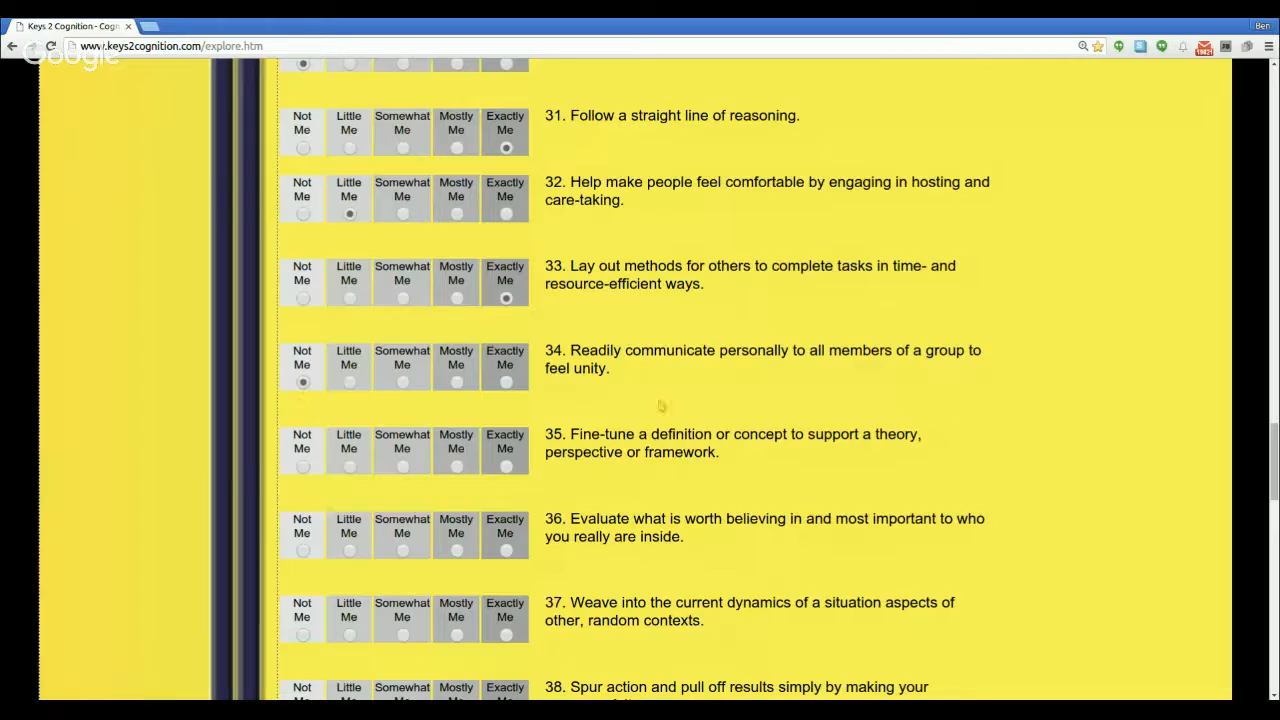 Keys 2 Cognition - Cogn
Ben
www.keys2cognition.com/explore.htm
Google
Not Me Little Me Somewhat Me Mostly Me Exactly Me
31. Follow a straight line of reasoning.
Not Me Little Me Somewhat Me Mostly Me Exactly Me
32. Help make people feel comfortable by engaging in hosting and
care-taking.
Not Me Little Me Somewhat Me Mostly Me Exactly Me
33. Lay out methods for others to complete tasks in time- and
resource-efficient ways.
Not Me Little Me Somewhat Me Mostly Me Exactly Me
34. Readily communicate personally to all members of a group to
feel unity.
Not Me Little Me Somewhat Me Mostly Me Exactly Me
35. Fine-tune a definition or concept to support a theory,
perspective or framework.
Not Me Little Me Somewhat Me Mostly Me Exactly Me
36. Evaluate what is worth believing in and most important to who
you really are inside.
Not Me Little Me Somewhat Me Mostly Me Exactly Me
37. Weave into the current dynamics of a situation aspects of
other, random contexts.
Not Little Somewhat Mostly Exactly
38. Spur action and pull off results simply by making your